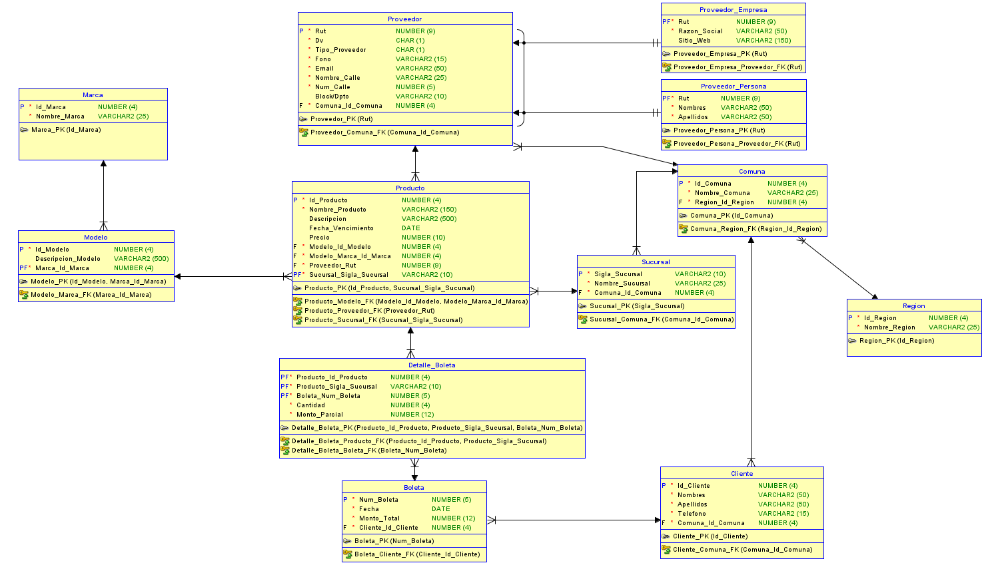 Proveedor
P * Rut NUMBER (9)
* Dv CHAR (1)
* Tipo_Proveedor CHAR (1)
* Fono VARCHAR2 (15)
* Email VARCHAR2 (50)
* Nombre_Calle VARCHAR2 (25)
* Num_Calle NUMBER (5)
Block/Dpto VARCHAR2 (10)
F * Comuna_Id_Comuna NUMBER (4)
Proveedor_PK (Rut)
Proveedor_Comuna_FK (Comuna_Id_Comuna)
Proveedor_Empresa
PF* Rut NUMBER (9)
* Razon_Social VARCHAR2 (50)
Sitio_Web VARCHAR2 (150)
Proveedor_Empresa_PK (Rut)
Proveedor_Empresa_Proveedor_FK (Rut)
Proveedor_Persona
PF* Rut NUMBER (9)
* Nombres VARCHAR2 (50)
* Apellidos VARCHAR2 (50)
Proveedor_Persona_PK (Rut)
Proveedor_Persona_Proveedor_FK (Rut)
Marca
P * Id_Marca NUMBER (4)
* Nombre_Marca VARCHAR2 (25)
Marca_PK (Id_Marca)
Comuna
P * Id_Comuna NUMBER (4)
* Nombre_Comuna VARCHAR2 (25)
F * Region_Id_Region NUMBER (4)
Comuna_PK (Id_Comuna)
Comuna_Region_FK (Region_Id_Region)
Producto
P * Id_Producto NUMBER (4)
* Nombre_Producto VARCHAR2 (150)
Descripcion VARCHAR2 (500)
Fecha_Vencimiento DATE
Precio NUMBER (10)
F * Modelo_Id_Modelo NUMBER (4)
F * Modelo_Marca_Id_Marca NUMBER (4)
F * Proveedor_Rut NUMBER (9)
PF* Sucursal_Sigla_Sucursal VARCHAR2 (10)
Producto_PK (Id_Producto, Sucursal_Sigla_Sucursal)
Producto_Modelo_FK (Modelo_Id_Modelo, Modelo_Marca_Id_Marca)
Producto_Proveedor_FK (Proveedor_Rut)
Producto_Sucursal_FK (Sucursal_Sigla_Sucursal)
Modelo
P * Id_Modelo NUMBER (4)
Descripcion_Modelo VARCHAR2 (500)
PF* Marca_Id_Marca NUMBER (4)
Modelo_PK (Id_Modelo, Marca_Id_Marca)
Modelo_Marca_FK (Marca_Id_Marca)
Sucursal
P * Sigla_Sucursal VARCHAR2 (10)
* Nombre_Sucursal VARCHAR2 (25)
F * Comuna_Id_Comuna NUMBER (4)
Sucursal_PK (Sigla_Sucursal)
Sucursal_Comuna_FK (Comuna_Id_Comuna)
Region
P * Id_Region NUMBER (4)
* Nombre_Region VARCHAR2 (25)
Region_PK (Id_Region)
Detalle_Boleta
PF* Producto_Id_Producto NUMBER (4)
PF* Producto_Sigla_Sucursal VARCHAR2 (10)
PF* Boleta_Num_Boleta NUMBER (5)
* Cantidad NUMBER (4)
* Monto_Parcial NUMBER (12)
Detalle_Boleta_PK (Producto_Id_Producto, Producto_Sigla_Sucursal, Boleta_Num_Boleta)
Detalle_Boleta_Producto_FK (Producto_Id_Producto, Producto_Sigla_Sucursal)
Detalle_Boleta_Boleta_FK (Boleta_Num_Boleta)
Boleta
P * Num_Boleta NUMBER (5)
* Fecha DATE
* Monto_Total NUMBER (12)
F * Cliente_Id_Cliente NUMBER (4)
Boleta_PK (Num_Boleta)
Boleta_Cliente_FK (Cliente_Id_Cliente)
Cliente
P * Id_Cliente NUMBER (4)
* Nombres VARCHAR2 (50)
* Apellidos VARCHAR2 (50)
* Telefono VARCHAR2 (15)
F * Comuna_Id_Comuna NUMBER (4)
Cliente_PK (Id_Cliente)
Cliente_Comuna_FK (Comuna_Id_Comuna)